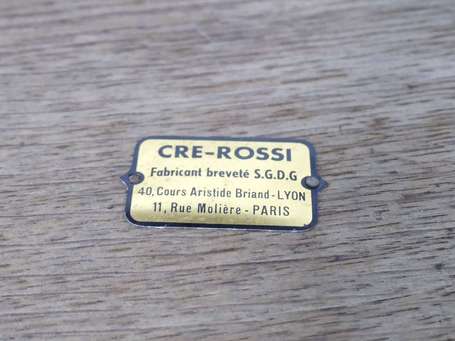 CRE-ROSSI
Fabricant breveté S.G.D.G
40, Cours Aristide Briand - LYON
11, Rue Molière - PARIS